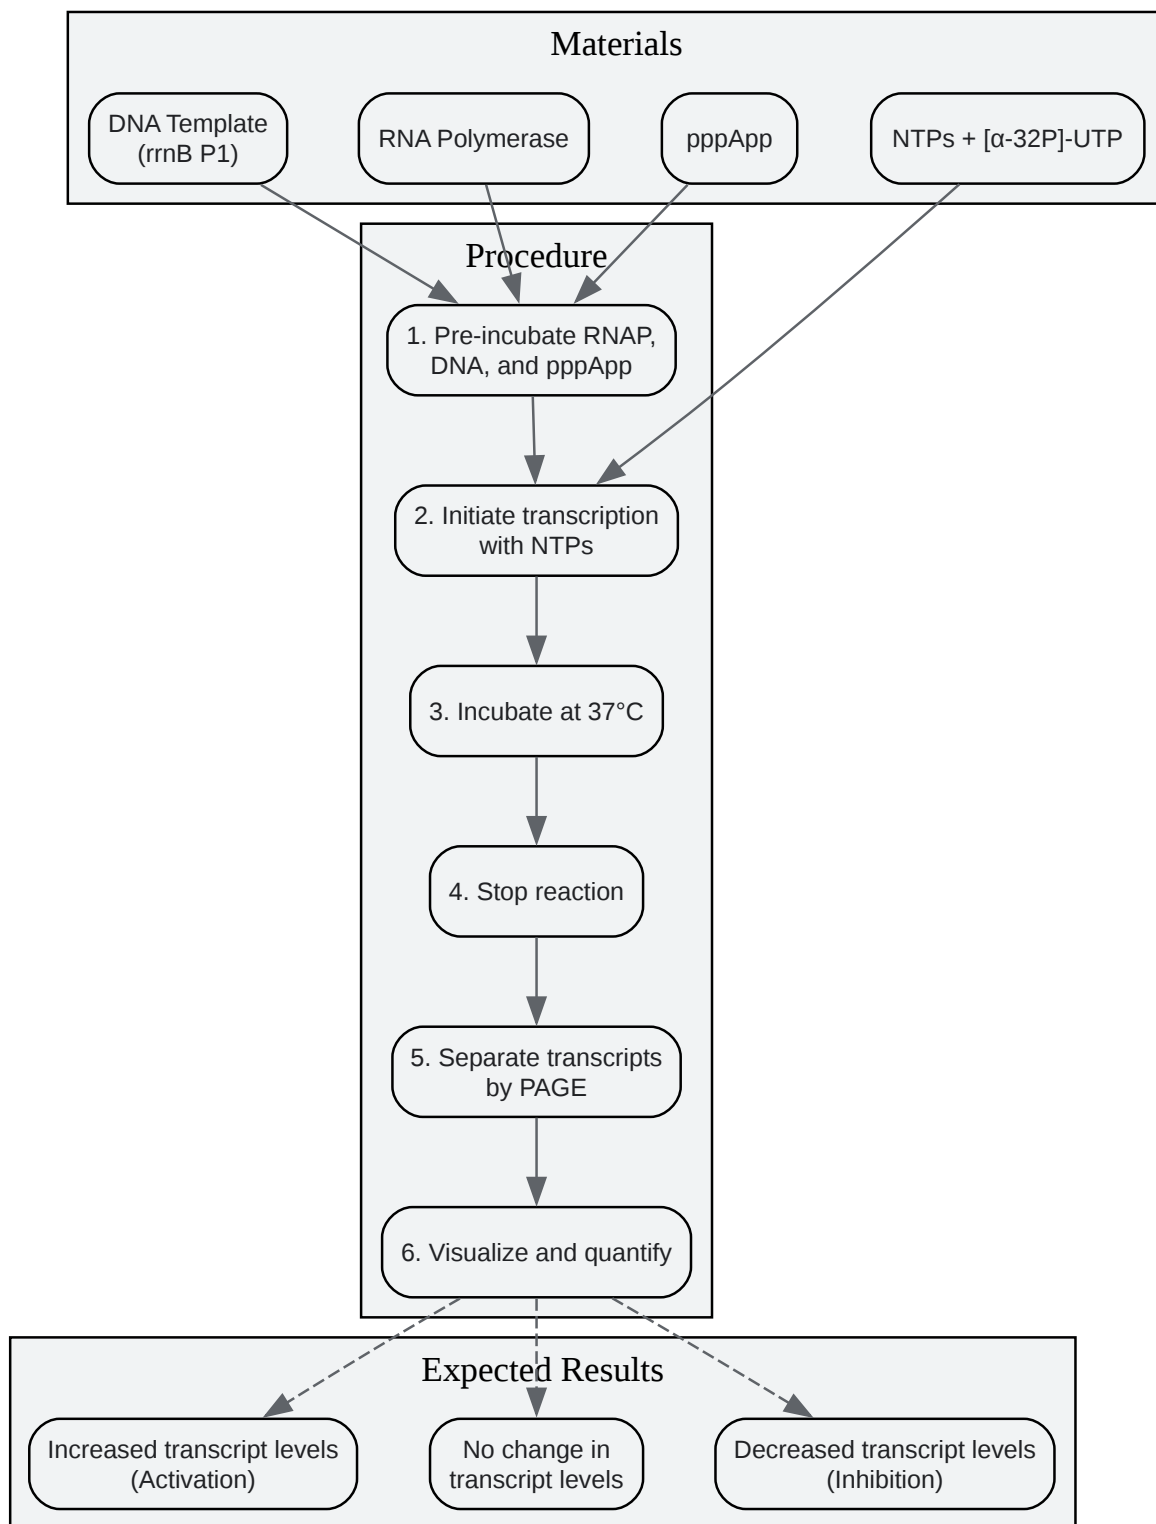 Materials
DNA Template
(rrnB P1)
RNA Polymerase
pppApp
NTPs + [α-32P]-UTP
Procedure
1. Pre-incubate RNAP,
DNA, and pppApp
2. Initiate transcription
with NTPs
3. Incubate at 37°C
4. Stop reaction
5. Separate transcripts
by PAGE
6. Visualize and quantify
Expected Results
Increased transcript levels
(Activation)
No change in
transcript levels
Decreased transcript levels
(Inhibition)